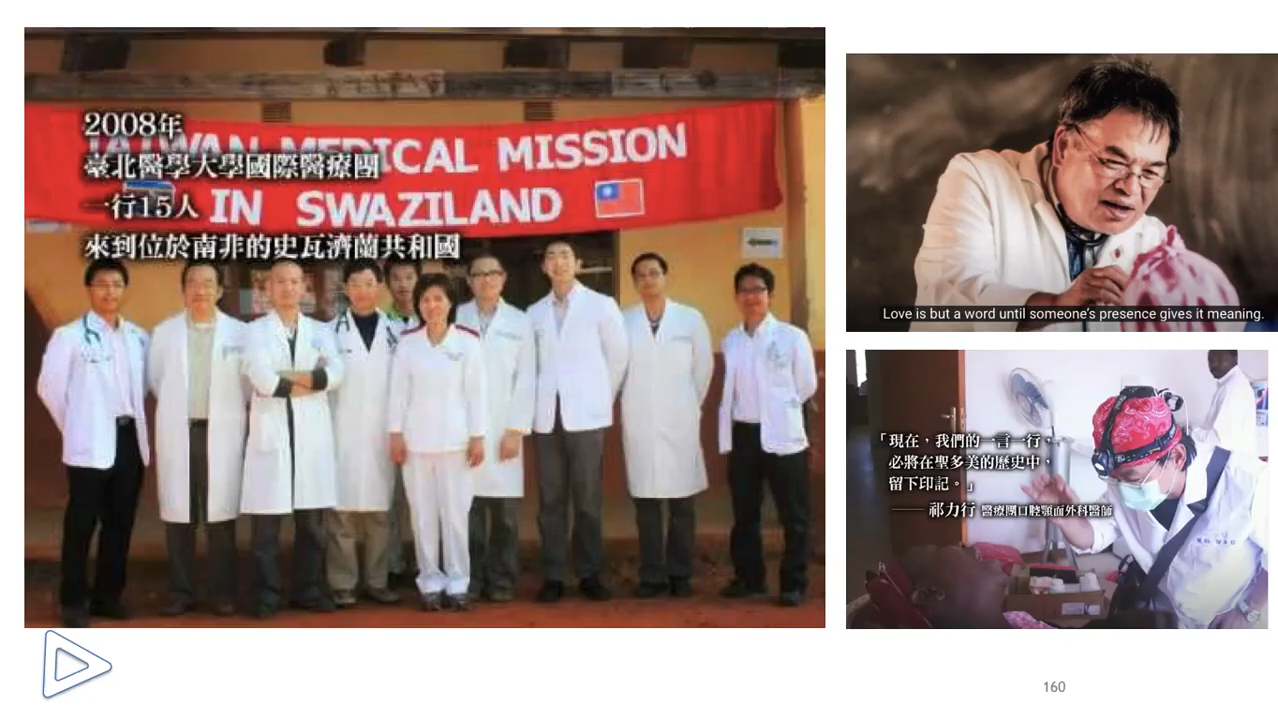 2008年
TAIWAN MEDICAL MISSION
臺北醫學大學國際醫療團
一行15人
IN SWAZILAND
來到位於南非的史瓦濟蘭共和國
Love is but a word until someone's presence gives it meaning.
「現在，我們的一言一行，
必將在聖多美的歷史中，
留下印記。」
—— 祁力行 醫療團口腔顎面外科醫師
160